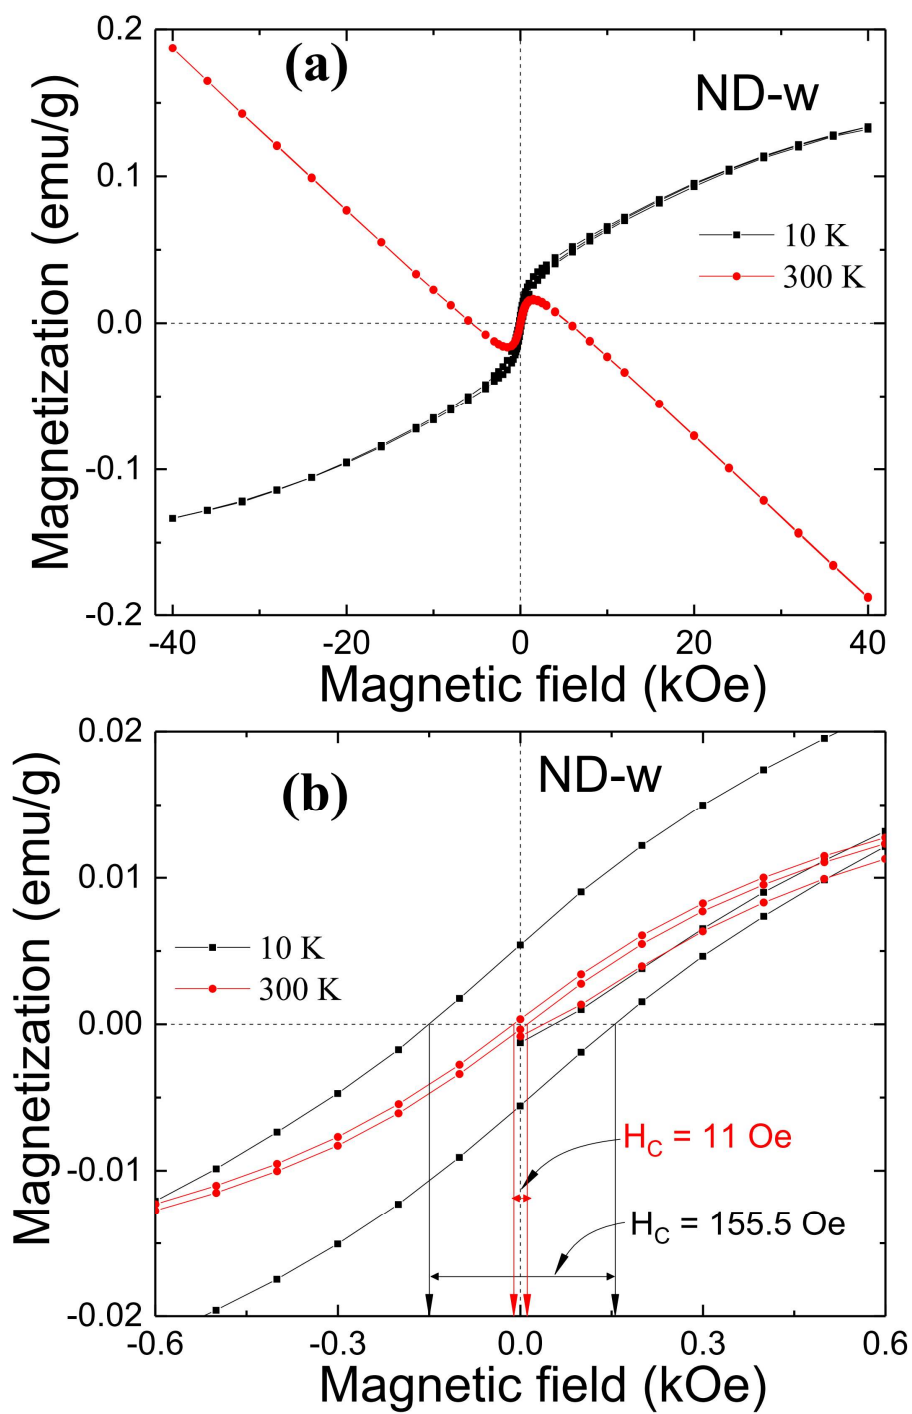 0.2
(a)
ND-w
0.1
10 K
300 K
0.0
-0.1
-0.2
Magnetization (emu/g)
-40 -20 0 20 40
Magnetic field (kOe)
0.02
(b)
ND-w
0.01
10 K
300 K
0.00
H_C = 11 Oe
-0.01
H_C = 155.5 Oe
-0.02
Magnetization (emu/g)
-0.6 -0.3 0.0 0.3 0.6
Magnetic field (kOe)